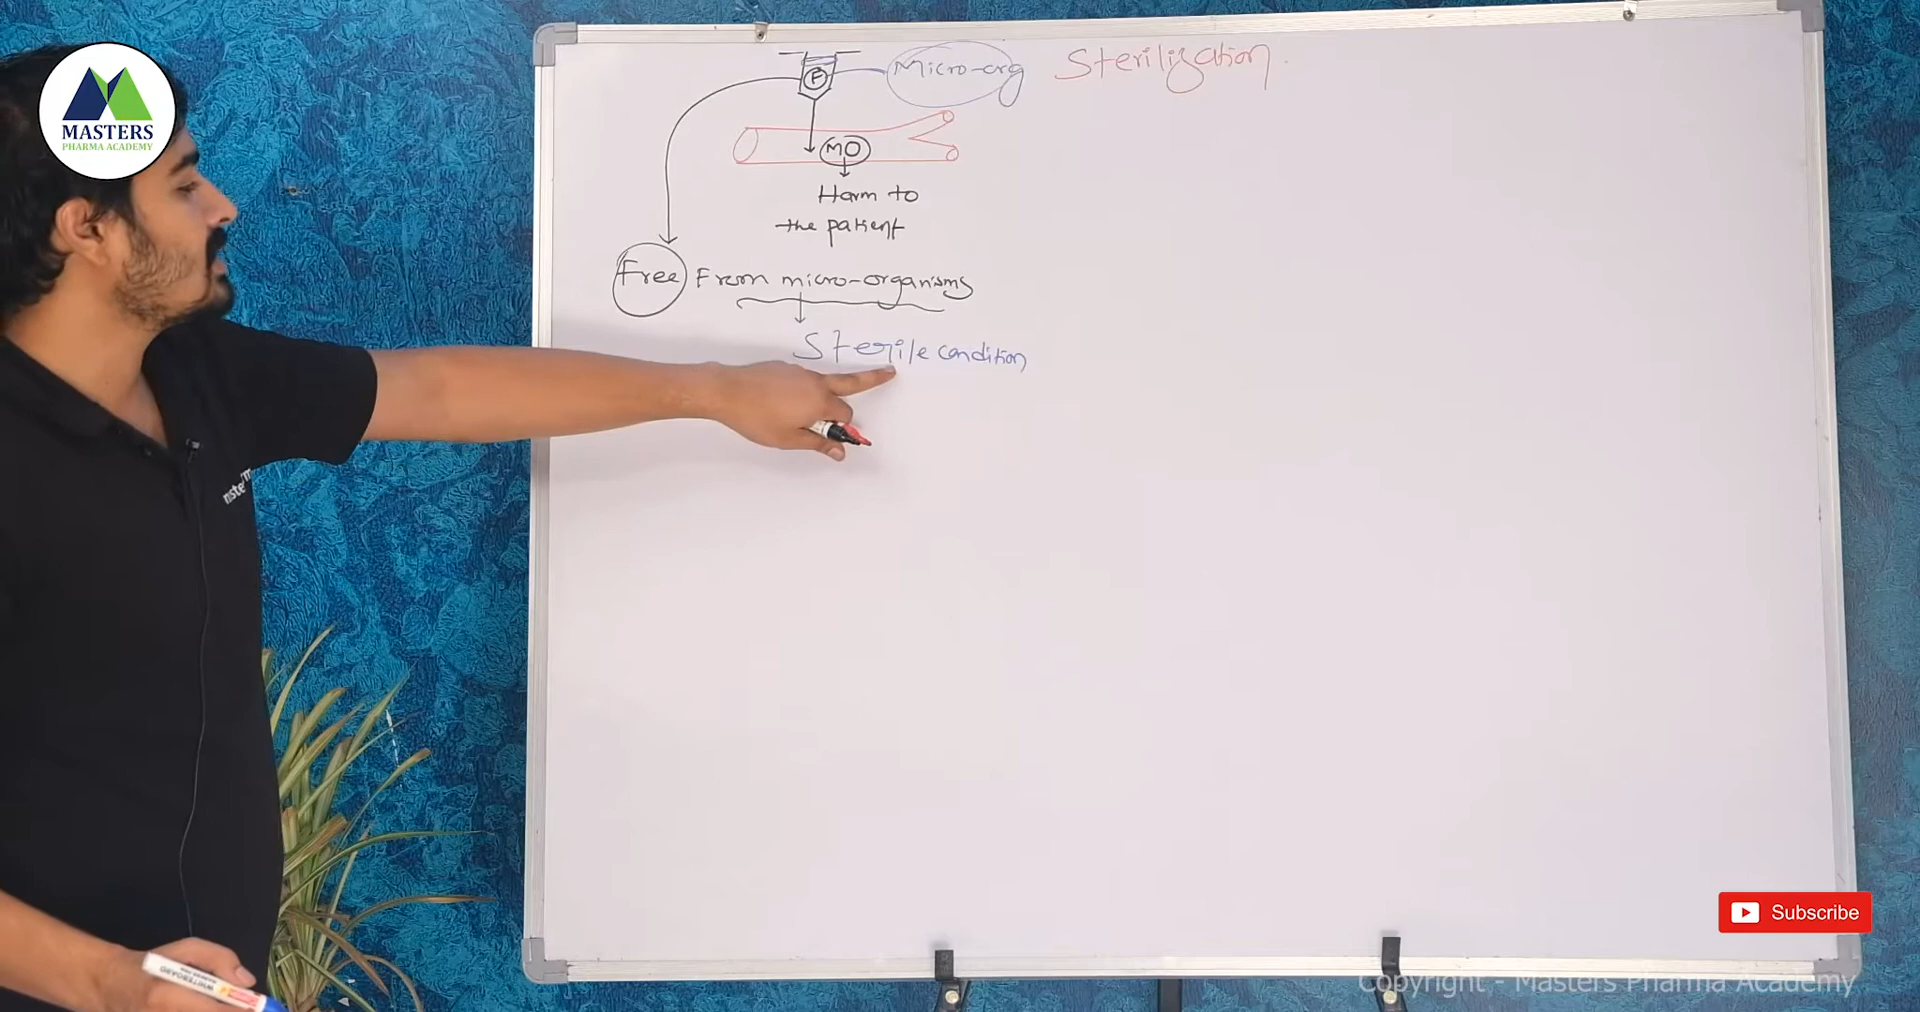 MASTERS
PHARMA ACADEMY
Sterilization
F
Micro-org
MO
Harm to
the patient
Free From micro-organisms
Sterile condition
WHITEBOARD
Subscribe
Copyright - Masters Pharma Academy